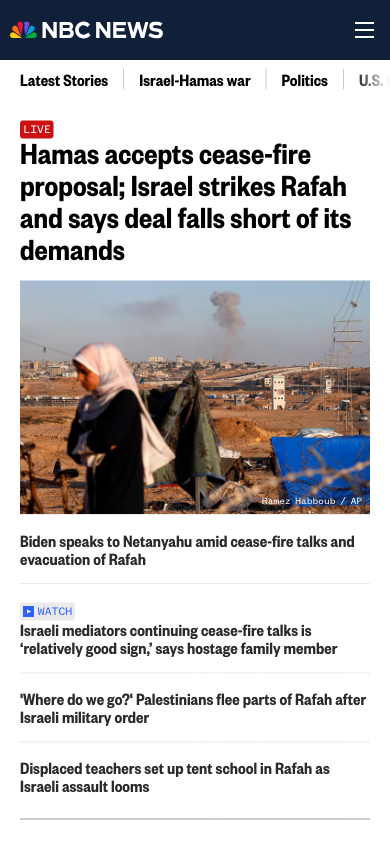 NBC NEWS
Latest Stories
Israel-Hamas war
Politics
U.S.
LIVE
Hamas accepts cease-fire
proposal; Israel strikes Rafah
and says deal falls short of its
demands
Ramez Habboub / AP
Biden speaks to Netanyahu amid cease-fire talks and
evacuation of Rafah
WATCH
Israeli mediators continuing cease-fire talks is
‘relatively good sign,’ says hostage family member
'Where do we go?' Palestinians flee parts of Rafah after
Israeli military order
Displaced teachers set up tent school in Rafah as
Israeli assault looms